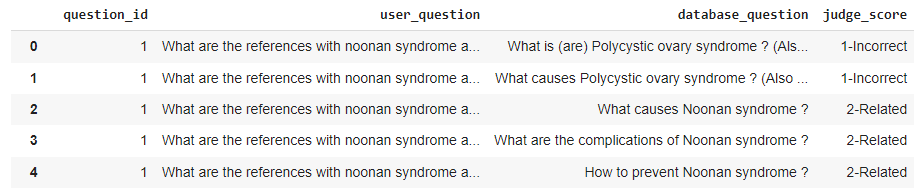 question_id user_question database_question judge_score
0 1 What are the references with noonan syndrome a... What is (are) Polycystic ovary syndrome ? (Als... 1-Incorrect
1 1 What are the references with noonan syndrome a... What causes Polycystic ovary syndrome ? (Also ... 1-Incorrect
2 1 What are the references with noonan syndrome a... What causes Noonan syndrome ? 2-Related
3 1 What are the references with noonan syndrome a... What are the complications of Noonan syndrome ? 2-Related
4 1 What are the references with noonan syndrome a... How to prevent Noonan syndrome ? 2-Related